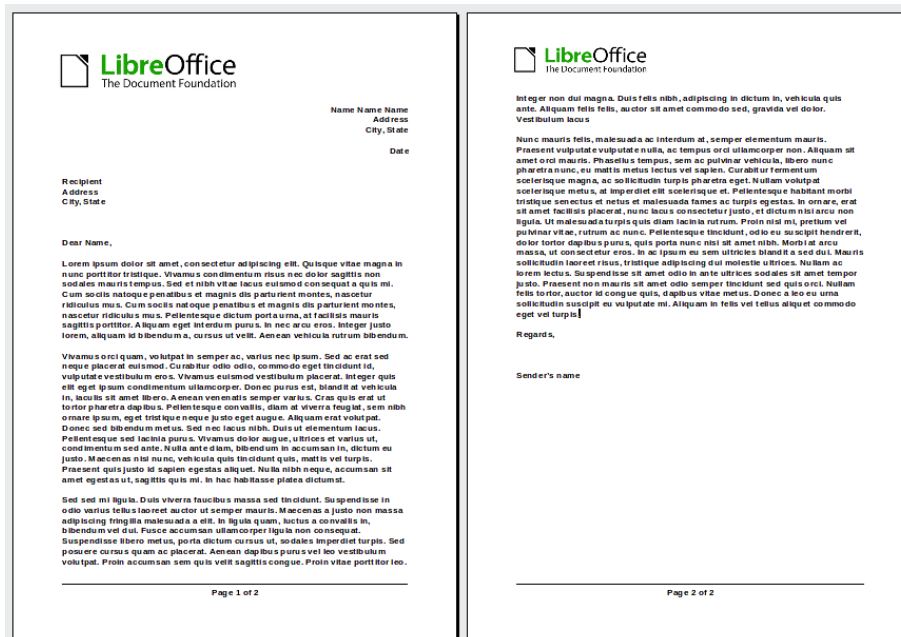 LibreOffice
The Document Foundation
Name Name Name
Address
City, State
Date
Recipient
Address
City, State
Dear Name,
Lorem ipsum dolor sit amet, consectetur adipiscing elit. Quisque vitae magna in
nunc porttitor tristique. Vivamus condimentum risus nec dolor sagittis non
sodales mauris tempus. Sed et nibh vitae lacus euismod consequat a quis mi.
Cum sociis natoque penatibus et magnis dis parturient montes, nascetur
ridiculus mus. Cum sociis natoque penatibus et magnis dis parturient montes,
nascetur ridiculus mus. Pellentesque dictum porta urna, at facilisis mauris
sagittis porttitor. Aliquam eget interdum purus. In nec arcu eros. Integer justo
lorem, aliquam id bibendum a, cursus ut velit. Aenean vehicula rutrum bibendum.
Vivamus orci quam, volutpat in semper ac, varius nec ipsum. Sed ac erat sed
neque placerat euismod. Curabitur odio odio, commodo eget tincidunt id,
vulputate vestibulum eros. Vivamus euismod vestibulum placerat. Integer quis
elit eget ipsum condimentum ullamcorper. Donec purus est, blandit at vehicula
in, iaculis sit amet libero. Aenean venenatis semper varius. Cras quis erat ut
tortor pharetra dapibus. Pellentesque convallis, diam at viverra feugiat, sem nibh
ornare ipsum, eget tristique neque justo eget augue. Aliquam erat volutpat.
Donec sed bibendum metus. Sed nec lacus nibh. Duis ut elementum lacus.
Pellentesque sed lacinia purus. Vivamus dolor augue, ultrices et varius ut,
condimentum sed ante. Nulla ante diam, bibendum in accumsan in, dictum eu
justo. Maecenas nisi nunc, vehicula quis tincidunt quis, mattis vel turpis.
Praesent quis justo id sapien egestas aliquet. Nulla nibh neque, accumsan sit
amet egestas ut, sagittis quis mi. In hac habitasse platea dictumst.
Sed sed mi ligula. Duis viverra faucibus massa sed tincidunt. Suspendisse in
odio varius tellus laoreet auctor ut semper mauris. Maecenas a justo non massa
adipiscing fringilla malesuada a elit. In ligula quam, luctus a convallis in,
bibendum vel dui. Fusce accumsan ullamcorper ligula non consequat.
Suspendisse libero metus, porta dictum cursus ut, sodales imperdiet turpis. Sed
posuere cursus quam ac placerat. Aenean dapibus purus vel leo vestibulum
volutpat. Proin accumsan sem quis velit sagittis congue. Proin vitae porttitor leo.
Page 1 of 2
LibreOffice
The Document Foundation
Integer non dui magna. Duis felis nibh, adipiscing in dictum in, vehicula quis
ante. Aliquam felis felis, auctor sit amet commodo sed, gravida vel dolor.
Vestibulum lacus
Nunc mauris felis, malesuada ac interdum at, semper elementum mauris.
Praesent vulputate vulputate nulla, ac tempus orci ullamcorper non. Aliquam sit
amet orci mauris. Phasellus tempus, sem ac pulvinar vehicula, libero nunc
pharetra nunc, eu mattis metus lectus vel sapien. Curabitur fermentum
scelerisque magna, ac sollicitudin turpis pharetra eget. Nullam volutpat
scelerisque metus, at imperdiet elit scelerisque et. Pellentesque habitant morbi
tristique senectus et netus et malesuada fames ac turpis egestas. In ornare, erat
sit amet facilisis placerat, nunc lacus consectetur justo, et dictum nisi arcu non
ligula. Ut malesuada turpis quis diam lacinia rutrum. Proin nisl mi, pretium vel
pulvinar vitae, rutrum ac nunc. Pellentesque tincidunt, odio eu suscipit hendrerit,
dolor tortor dapibus purus, quis porta nunc nisi sit amet nibh. Morbi at arcu
massa, ut consectetur eros. In ac ipsum eu sem ultricies blandit a sed dui. Mauris
sollicitudin laoreet risus, tristique adipiscing dui molestie ultrices. Nullam ac
lorem lectus. Suspendisse sit amet odio in ante ultrices sodales sit amet tempor
justo. Praesent non mauris sit amet odio semper tincidunt sed quis orci. Nullam
felis tortor, auctor id congue quis, dapibus vitae metus. Donec a leo eu urna
sollicitudin suscipit eu vulputate mi. Aliquam in felis vel tellus aliquet commodo
eget vel turpis.
Regards,
Sender's name
Page 2 of 2